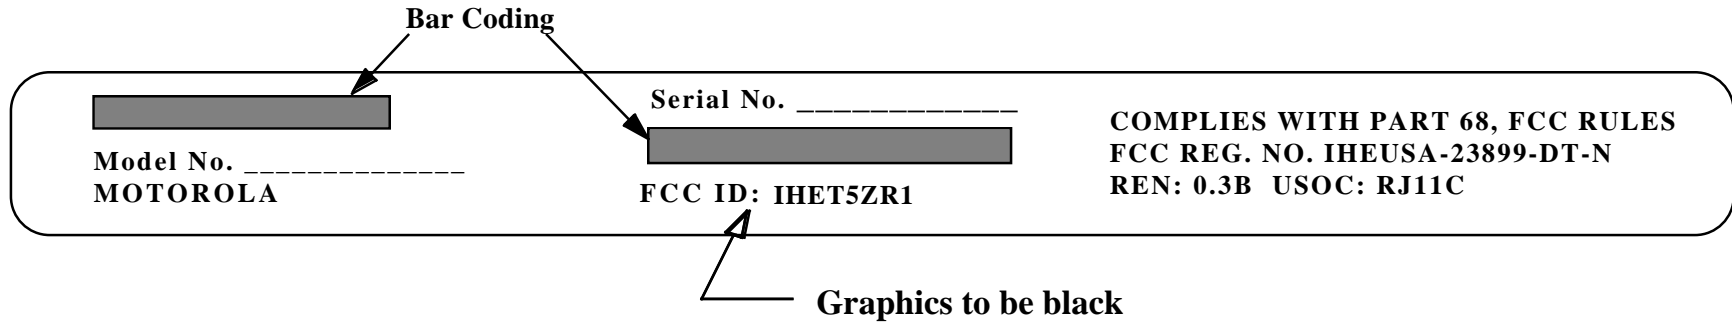 Bar Coding
Model No. ______________
MOTOROLA
Serial No. ______________
FCC ID: IHET5ZR1
COMPLIES WITH PART 68, FCC RULES
FCC REG. NO. IHEUSA-23899-DT-N
REN: 0.3B USOC: RJ11C
Graphics to be black